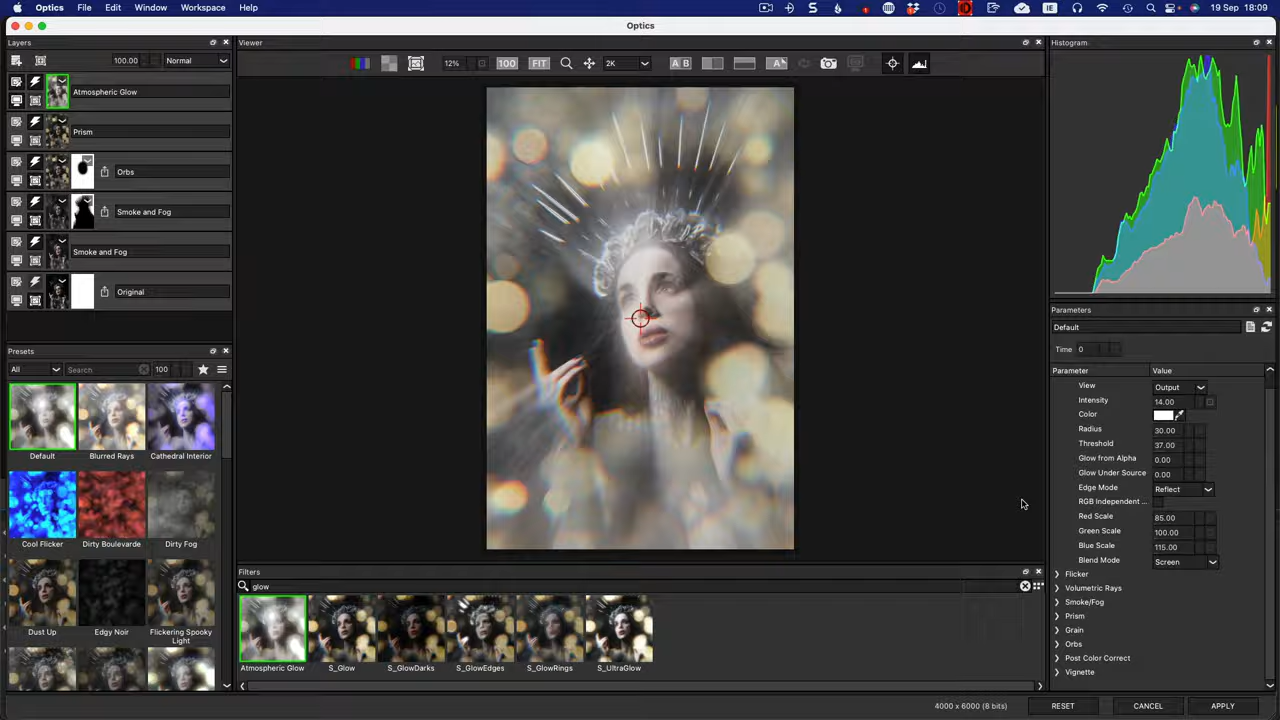 Optics File Edit Window Workspace Help IE 19 Sep 18:09
Optics
Layers
100.00 Normal
Atmospheric Glow
Prism
Orbs
Smoke and Fog
Smoke and Fog
Original
Presets
All Search 100
Default Blurred Rays Cathedral Interior
Cool Flicker Dirty Boulevarde Dirty Fog
Dust Up Edgy Noir Flickering Spooky
Light
Viewer
12% 100 FIT 2K A B A
Filters
glow
Atmospheric Glow S_Glow S_GlowDarks S_GlowEdges S_GlowRings S_UltraGlow
Histogram
Parameters
Default
Time 0
Parameter Value
View Output
Intensity 14.00
Color
Radius 30.00
Threshold 37.00
Glow from Alpha 0.00
Glow Under Source 0.00
Edge Mode Reflect
RGB Independent ...
Red Scale 85.00
Green Scale 100.00
Blue Scale 115.00
Blend Mode Screen
Flicker
Volumetric Rays
Smoke/Fog
Prism
Grain
Orbs
Post Color Correct
Vignette
4000 x 6000 (8 bits) RESET CANCEL APPLY